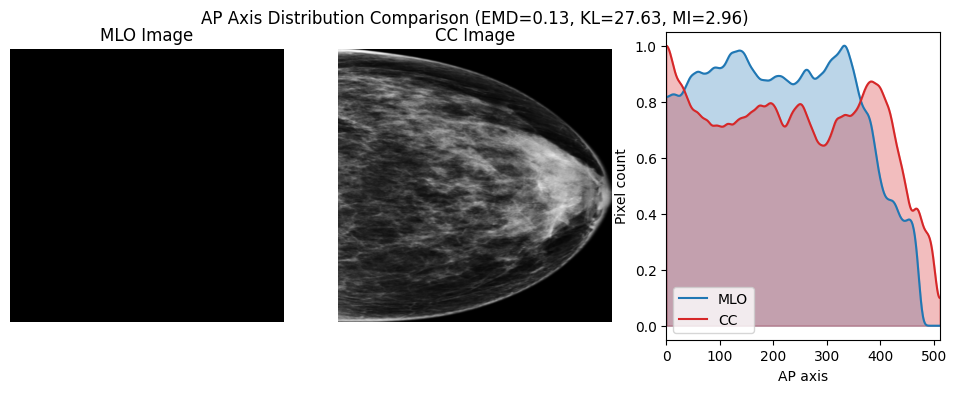 AP Axis Distribution Comparison (EMD=0.13, KL=27.63, MI=2.96)
MLO Image
CC Image
Pixel count
1.0
0.8
0.6
0.4
0.2
0.0
MLO
CC
0 100 200 300 400 500
AP axis